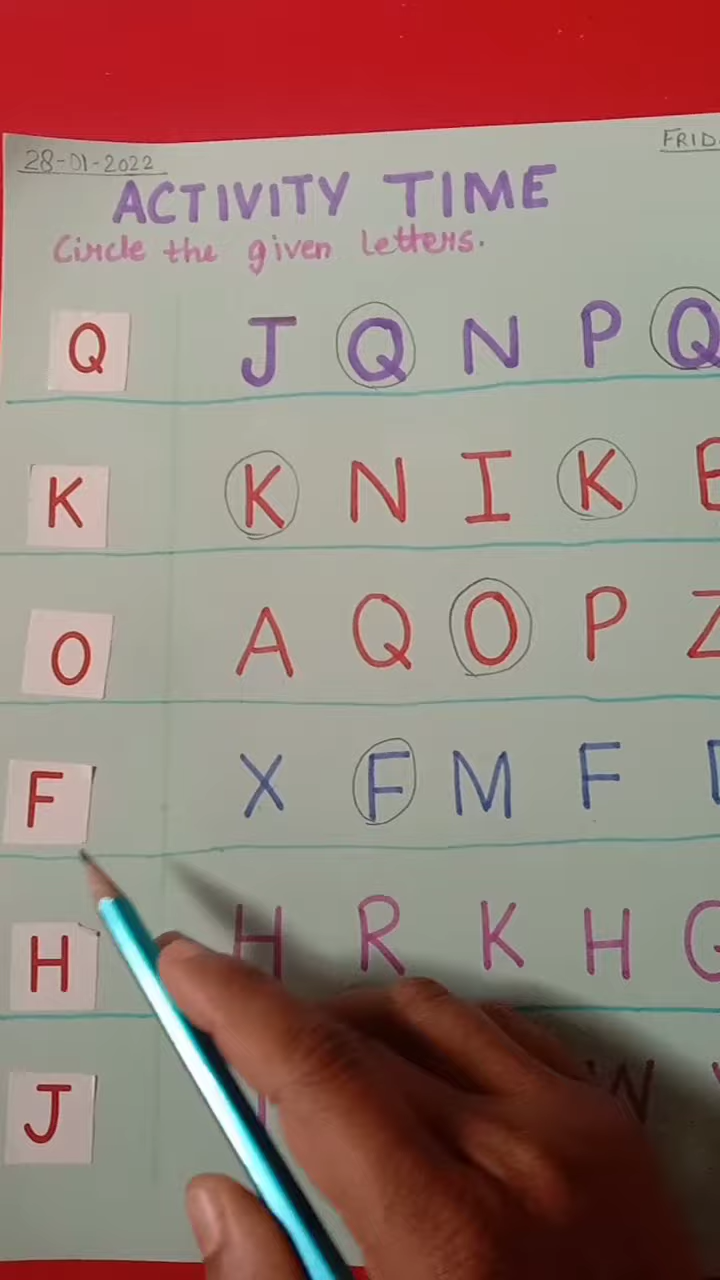 28-01-2022 FRID
ACTIVITY TIME
Circle the given letters.
Q J Q N P Q
K K N I K
O A Q O P Z
F X F M F
H H R K H
J W